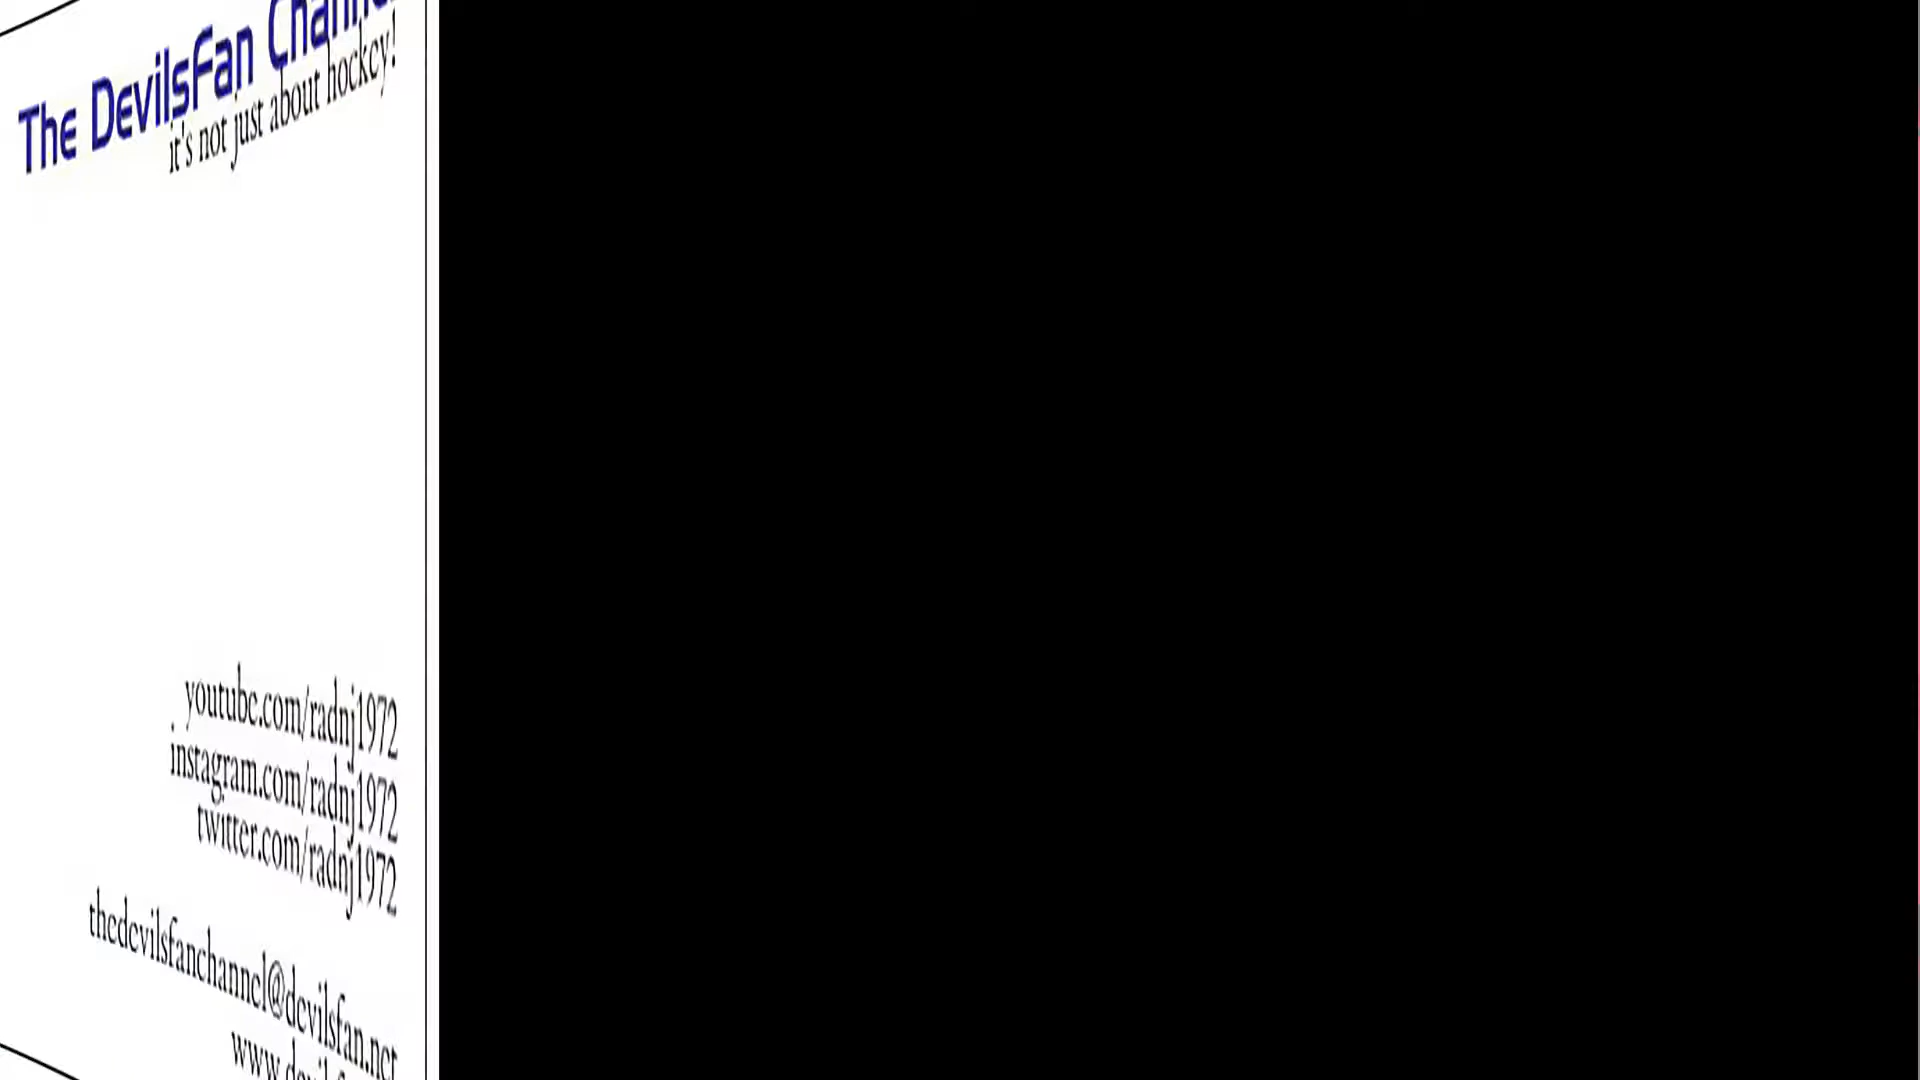 The DevilsFan Channel
it's not just about hockey!
youtube.com/radnj1972
instagram.com/radnj1972
twitter.com/radnj1972
thedevilsfanchannel@devilsfan.net